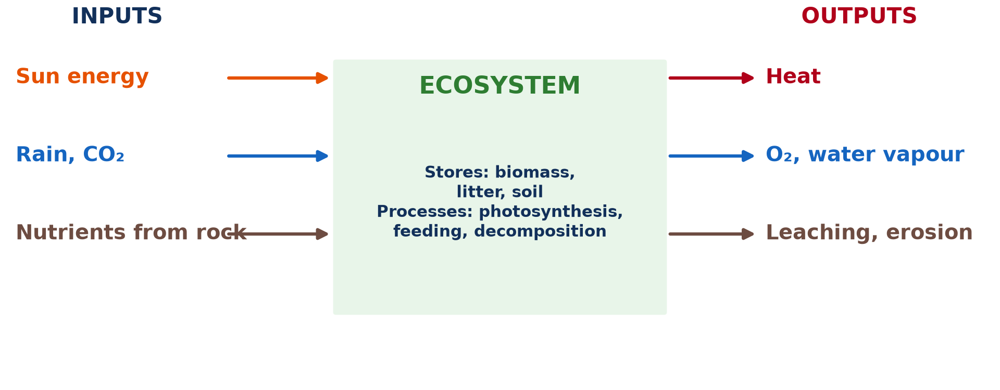 INPUTS
OUTPUTS
Sun energy
ECOSYSTEM
Heat
Rain, CO₂
O₂, water vapour
Stores: biomass,
litter, soil
Processes: photosynthesis,
feeding, decomposition
Nutrients from rock
Leaching, erosion